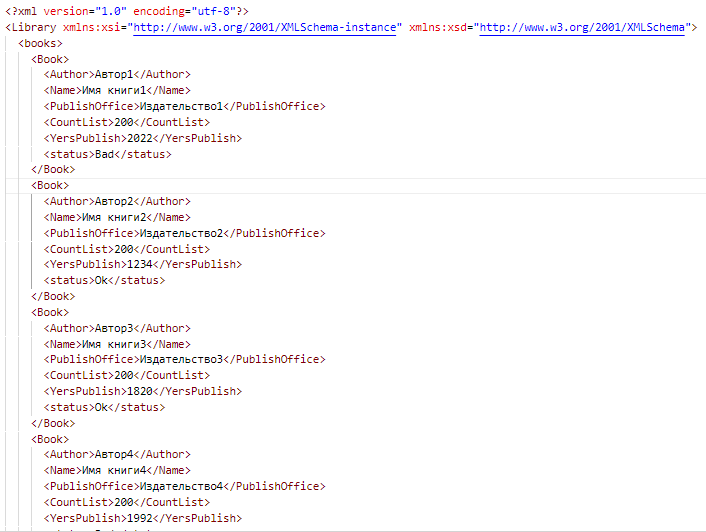 <?xml version="1.0" encoding="utf-8"?>
<Library xmlns:xsi="http://www.w3.org/2001/XMLSchema-instance" xmlns:xsd="http://www.w3.org/2001/XMLSchema">
<books>
<Book>
<Author>Автор1</Author>
<Name>Имя книги1</Name>
<PublishOffice>Издательство1</PublishOffice>
<CountList>200</CountList>
<YersPublish>2022</YersPublish>
<status>Bad</status>
</Book>
<Book>
<Author>Автор2</Author>
<Name>Имя книги2</Name>
<PublishOffice>Издательство2</PublishOffice>
<CountList>200</CountList>
<YersPublish>1234</YersPublish>
<status>Ok</status>
</Book>
<Book>
<Author>Автор3</Author>
<Name>Имя книги3</Name>
<PublishOffice>Издательство3</PublishOffice>
<CountList>200</CountList>
<YersPublish>1820</YersPublish>
<status>Ok</status>
</Book>
<Book>
<Author>Автор4</Author>
<Name>Имя книги4</Name>
<PublishOffice>Издательство4</PublishOffice>
<CountList>200</CountList>
<YersPublish>1992</YersPublish>